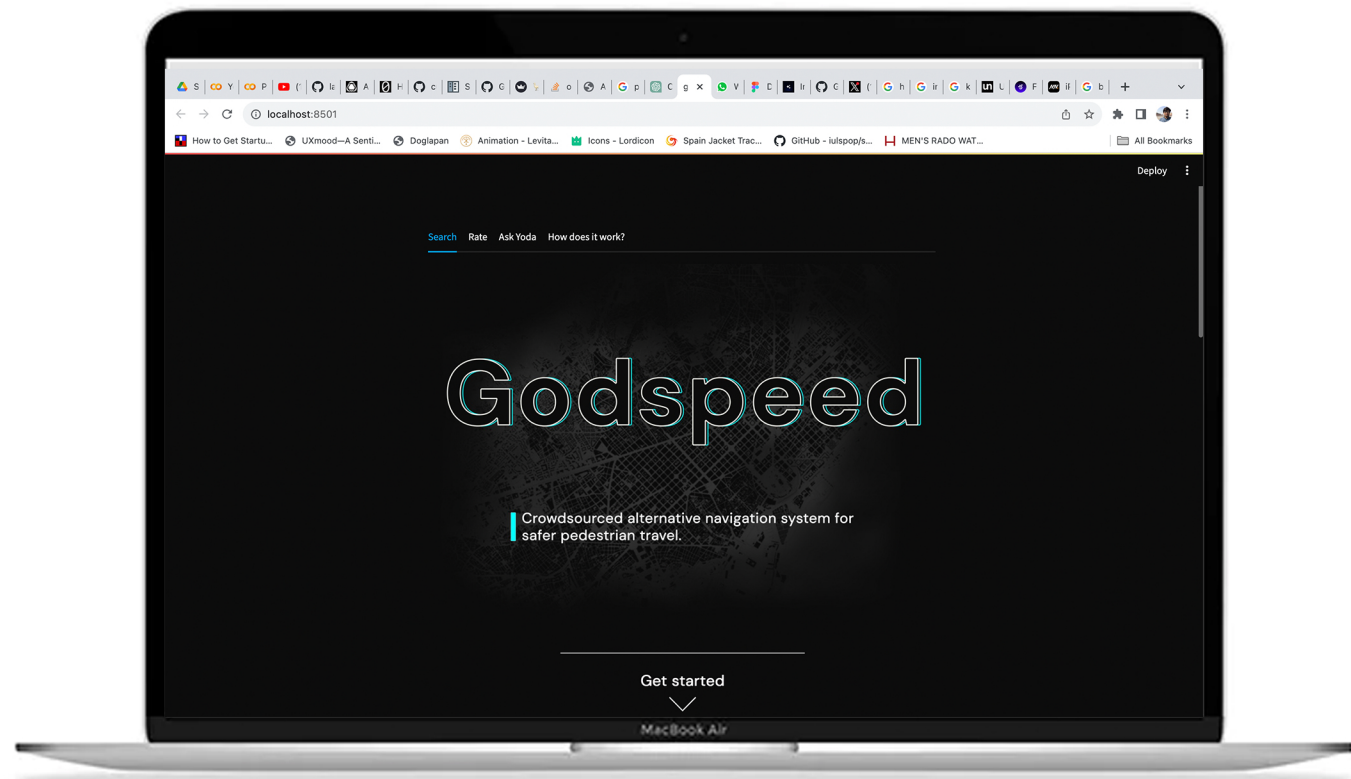 S
Y
P
A
H
S
A
localhost:8501
How to Get Startu...
UXmood—A Senti...
Doglapan
Animation - Levita...
Icons - Lordicon
Spain Jacket Trac...
GitHub - iulspop/s...
MEN'S RADO WAT...
All Bookmarks
Deploy
Search Rate Ask Yoda How does it work?
Godspeed
Crowdsourced alternative navigation system for
safer pedestrian travel.
Get started
MacBook Air